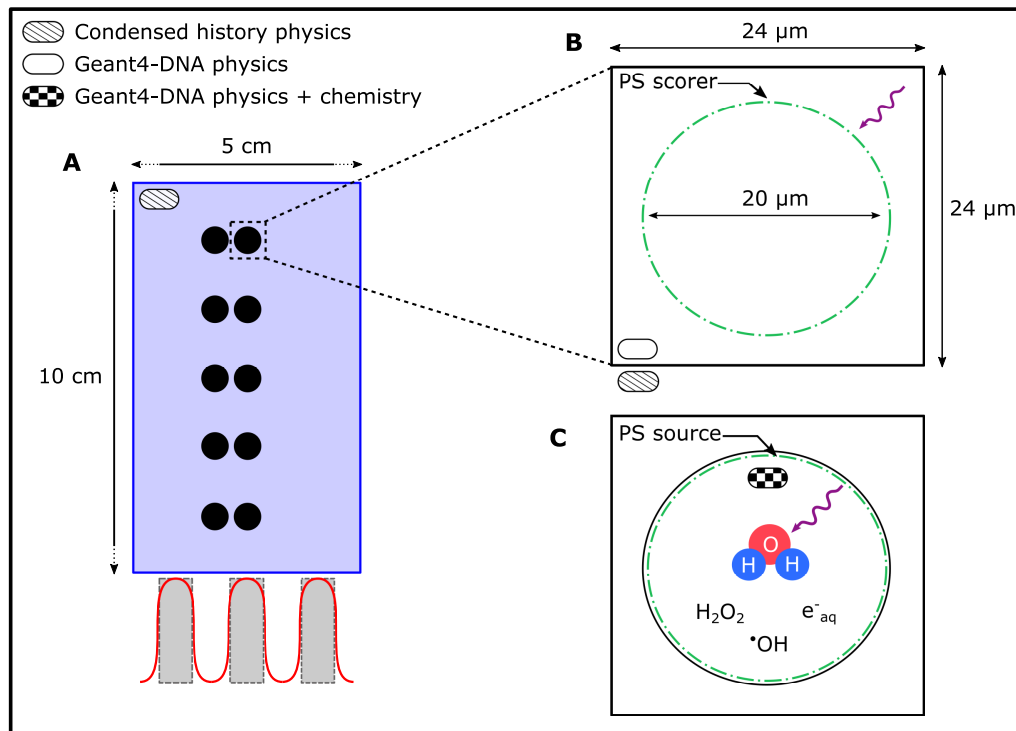 Condensed history physics
Geant4-DNA physics
Geant4-DNA physics + chemistry
A
5 cm
10 cm
B
24 μm
PS scorer
20 μm
24 μm
C
PS source
O
H H
H₂O₂
e⁻aq
•OH